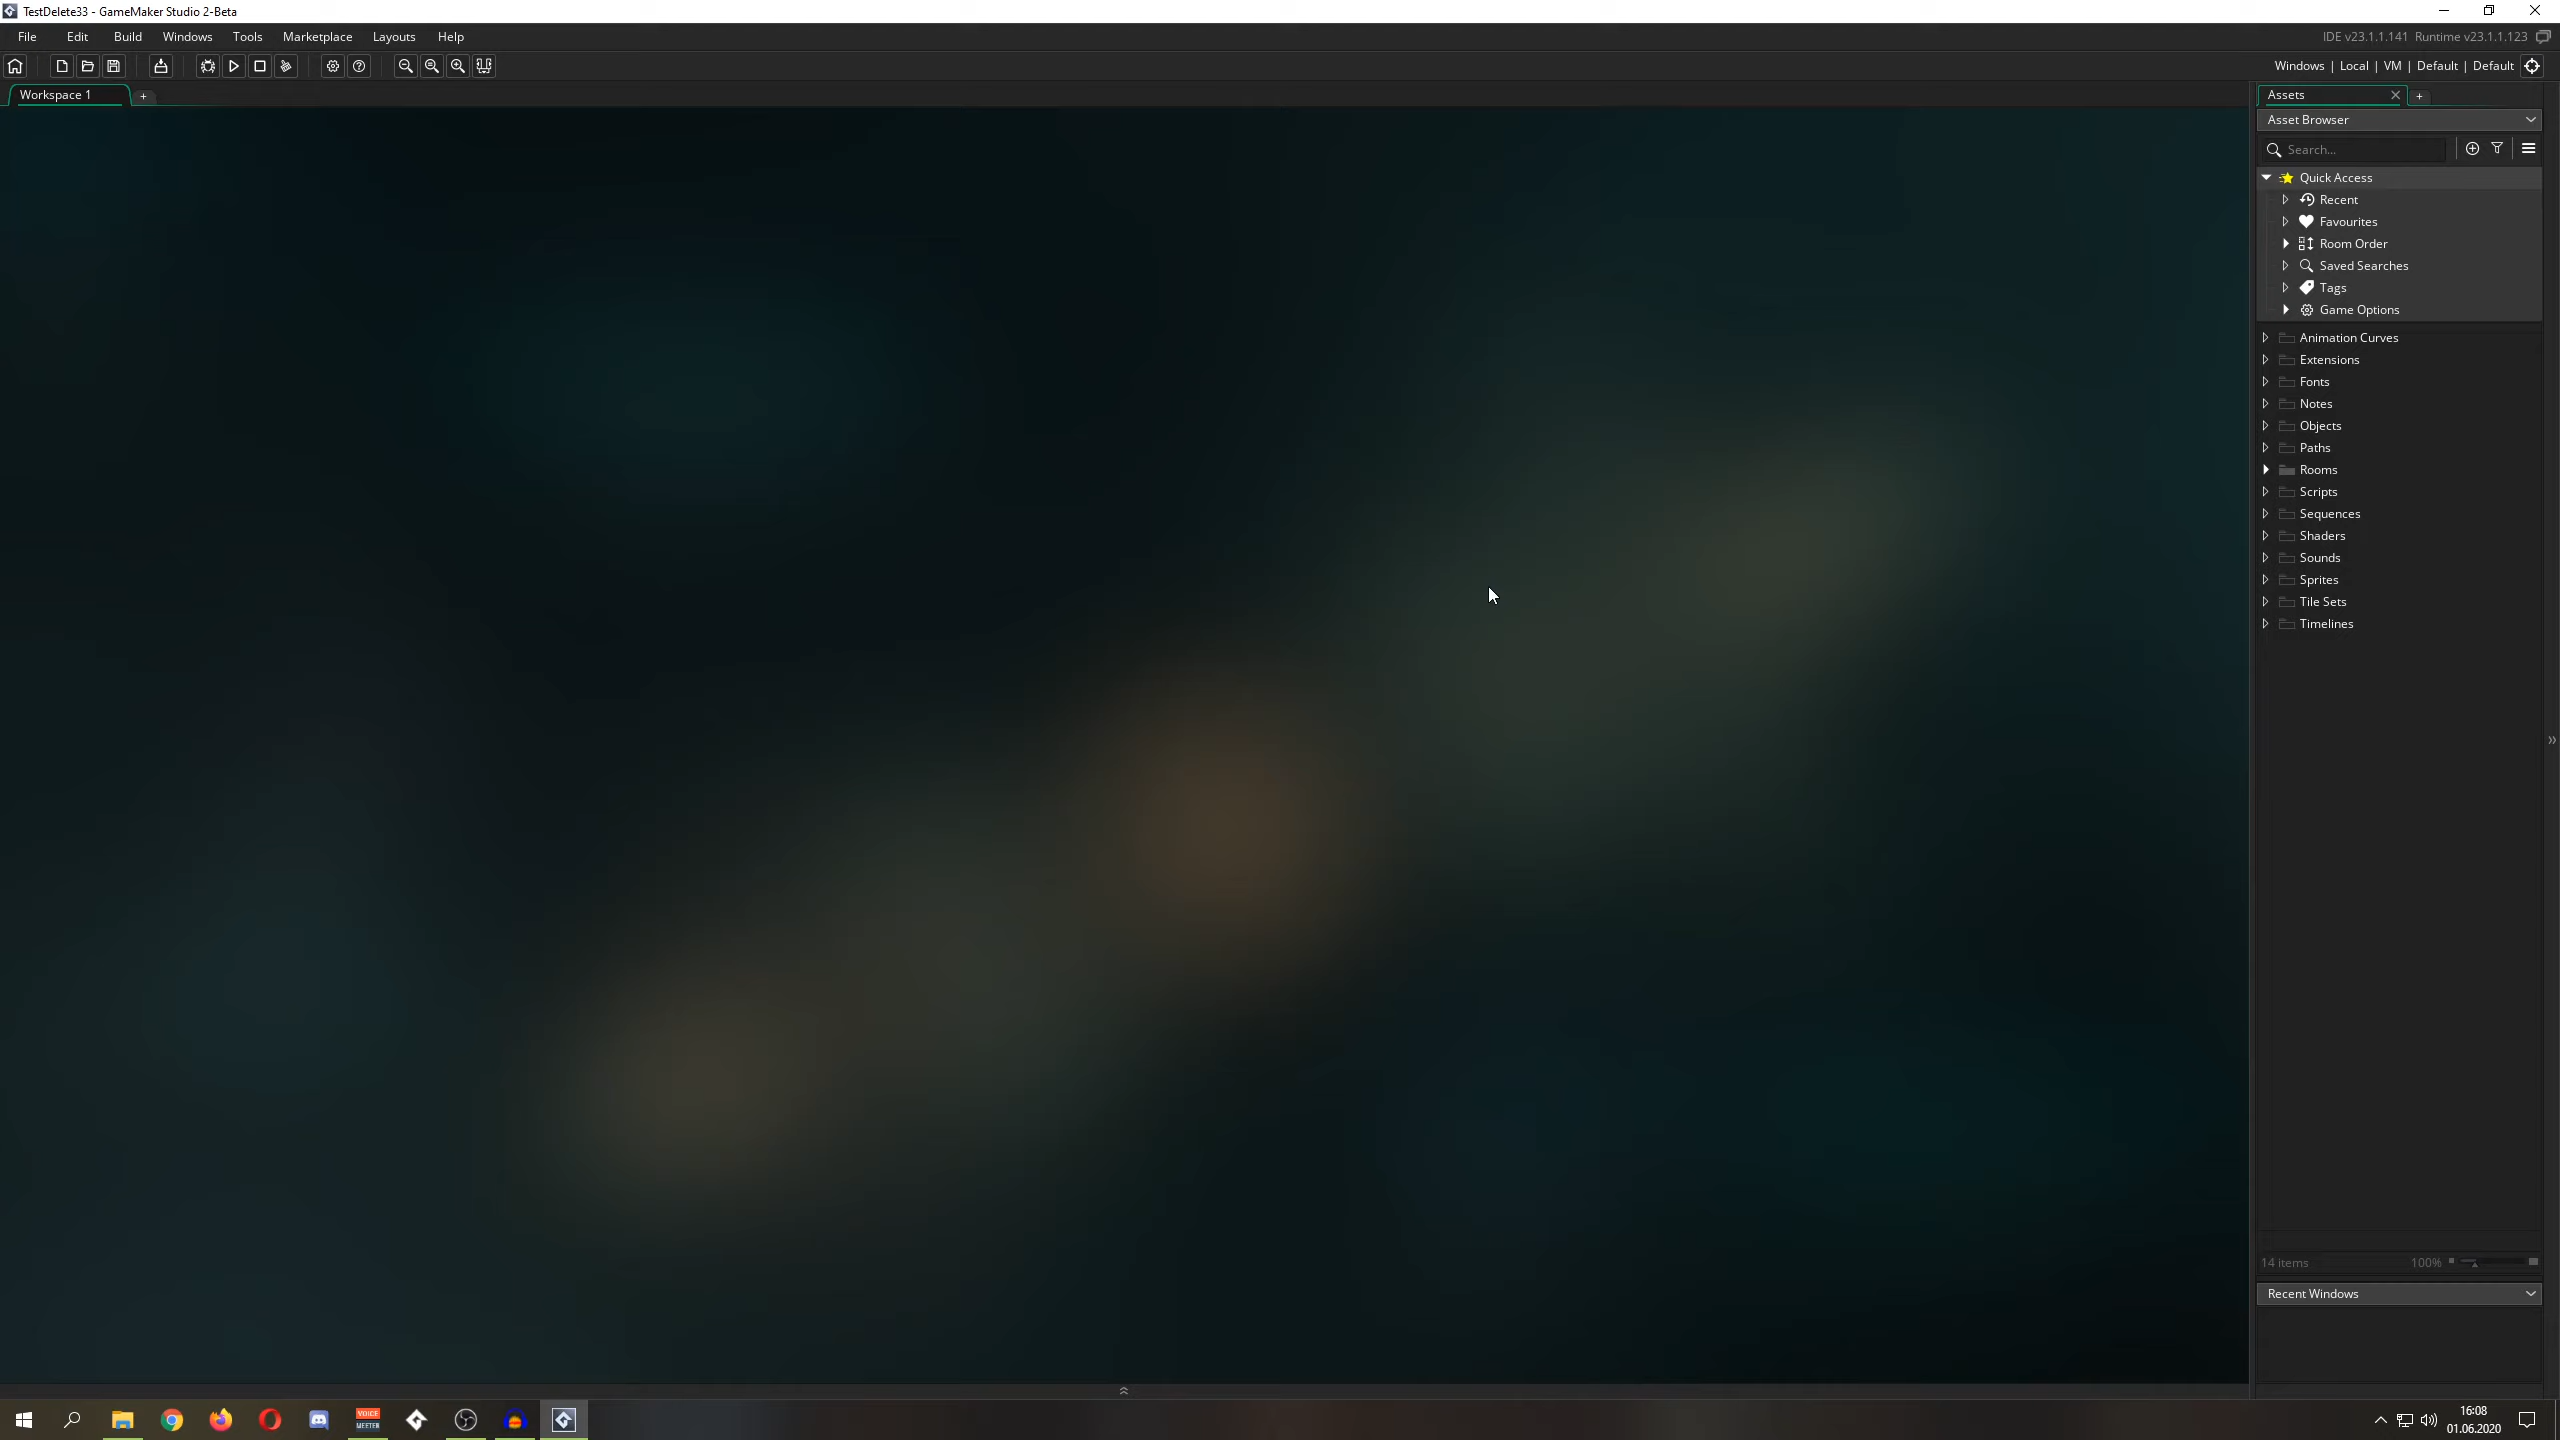 TestDelete33 - GameMaker Studio 2-Beta
File Edit Build Windows Tools Marketplace Layouts Help
IDE v23.1.1.141 Runtime v23.1.1.123
Windows | Local | VM | Default | Default
Workspace 1
Assets
Asset Browser
Search...
Quick Access
Recent
Favourites
Room Order
Saved Searches
Tags
Game Options
Animation Curves
Extensions
Fonts
Notes
Objects
Paths
Rooms
Scripts
Sequences
Shaders
Sounds
Sprites
Tile Sets
Timelines
14 items 100%
Recent Windows
VOICE
MEETER
16:08
01.06.2020